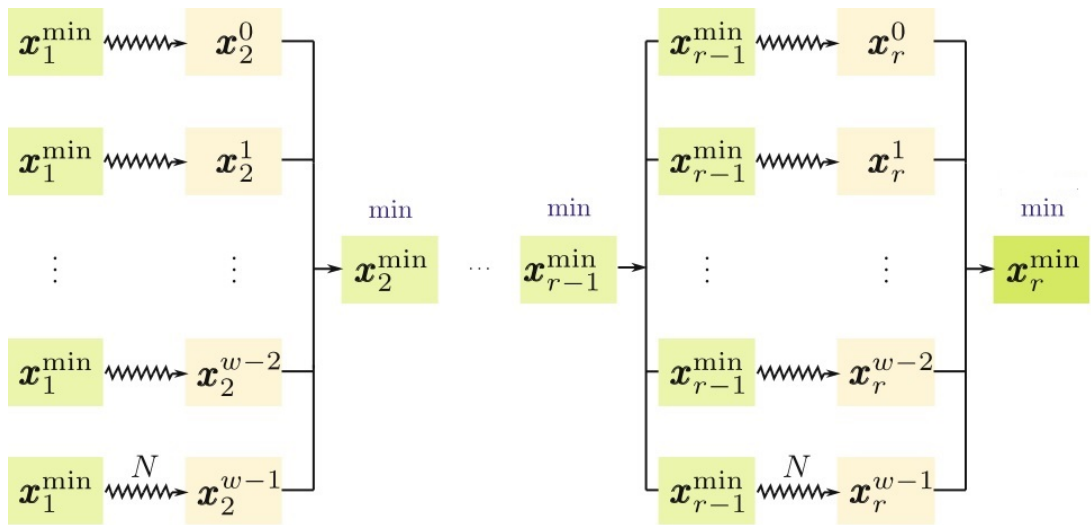 x_1^{min} x_2^0 x_{r-1}^{min} x_r^0
x_1^{min} x_2^1 x_{r-1}^{min} x_r^1
min min min
⋮ ⋮ x_2^{min} ... x_{r-1}^{min} ⋮ ⋮ x_r^{min}
x_1^{min} x_2^{w-2} x_{r-1}^{min} x_r^{w-2}
x_1^{min} N x_2^{w-1} x_{r-1}^{min} N x_r^{w-1}